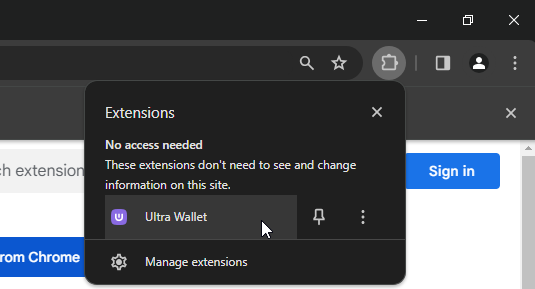 Extensions
No access needed
These extensions don't need to see and change
information on this site.
ch extension
Sign in
Ultra Wallet
rom Chrome
Manage extensions